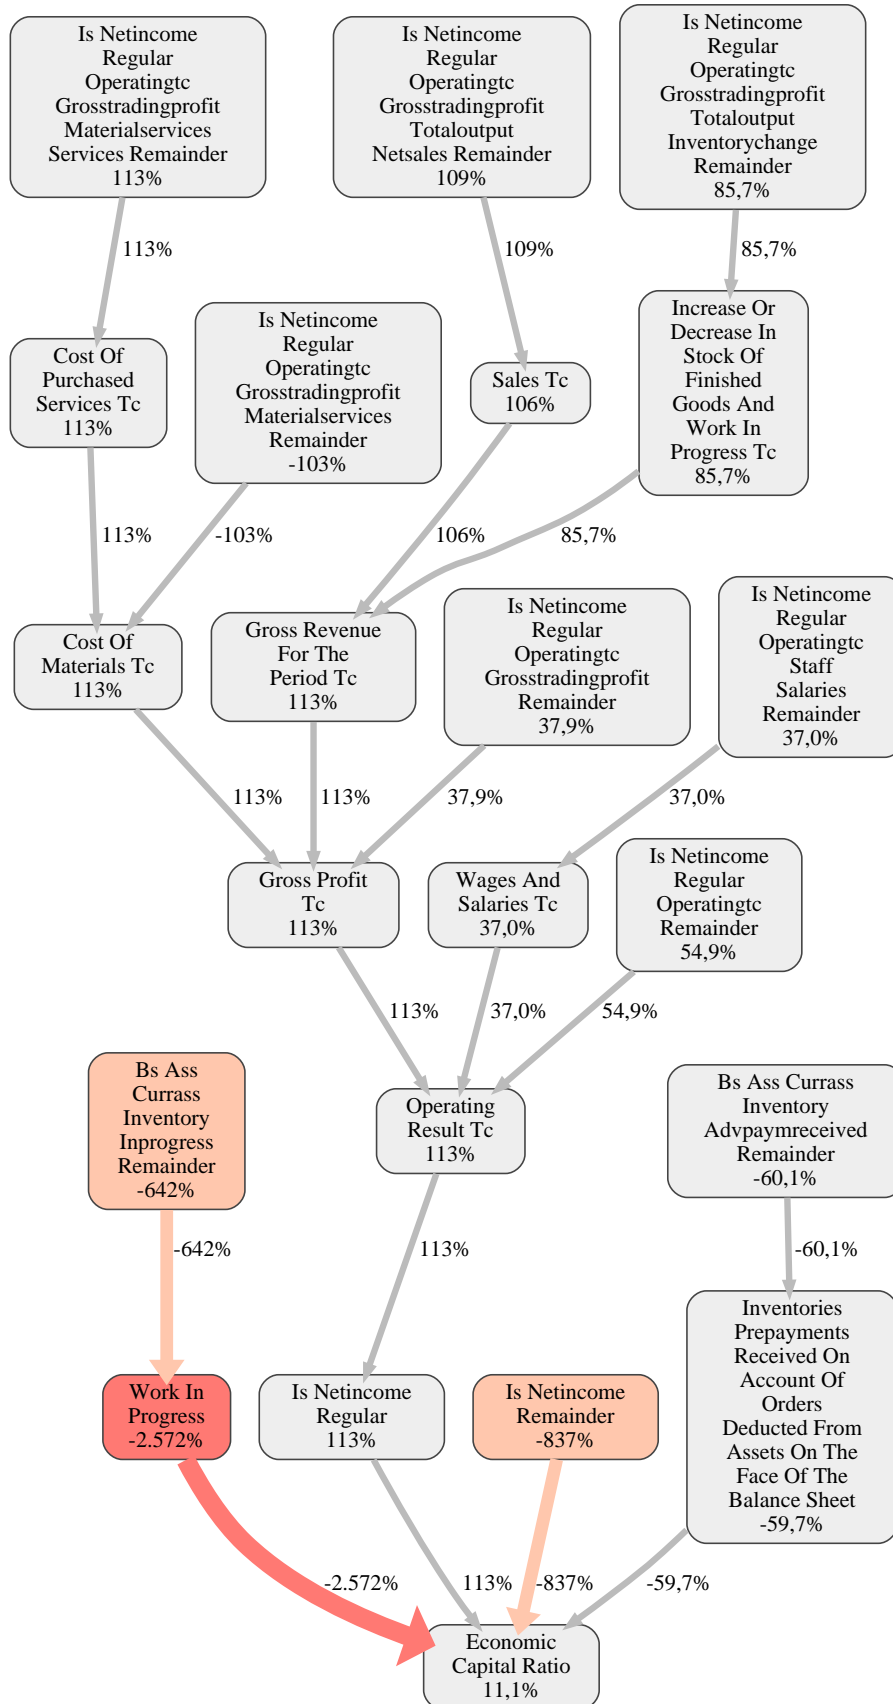 Is Netincome
Regular
Operatingtc
Grosstradingprofit
Materialservices
Services Remainder
113%
Is Netincome
Regular
Operatingtc
Grosstradingprofit
Totaloutput
Netsales Remainder
109%
Is Netincome
Regular
Operatingtc
Grosstradingprofit
Totaloutput
Inventorychange
Remainder
85,7%
113%
109%
85,7%
Cost Of
Purchased
Services Tc
113%
Is Netincome
Regular
Operatingtc
Grosstradingprofit
Materialservices
Remainder
-103%
Sales Tc
106%
Increase Or
Decrease In
Stock Of
Finished
Goods And
Work In
Progress Tc
85,7%
113%
-103%
106%
85,7%
Cost Of
Materials Tc
113%
Gross Revenue
For The
Period Tc
113%
Is Netincome
Regular
Operatingtc
Grosstradingprofit
Remainder
37,9%
Is Netincome
Regular
Operatingtc
Staff
Salaries
Remainder
37,0%
113%
113%
37,9%
37,0%
Gross Profit
Tc
113%
Wages And
Salaries Tc
37,0%
Is Netincome
Regular
Operatingtc
Remainder
54,9%
113%
37,0%
54,9%
Bs Ass
Currass
Inventory
Inprogress
Remainder
-642%
Operating
Result Tc
113%
Bs Ass Currass
Inventory
Advpaymreceived
Remainder
-60,1%
-642%
113%
-60,1%
Work In
Progress
-2.572%
Is Netincome
Regular
113%
Is Netincome
Remainder
-837%
Inventories
Prepayments
Received On
Account Of
Orders
Deducted From
Assets On The
Face Of The
Balance Sheet
-59,7%
-2.572%
113%
-837%
-59,7%
Economic
Capital Ratio
11,1%